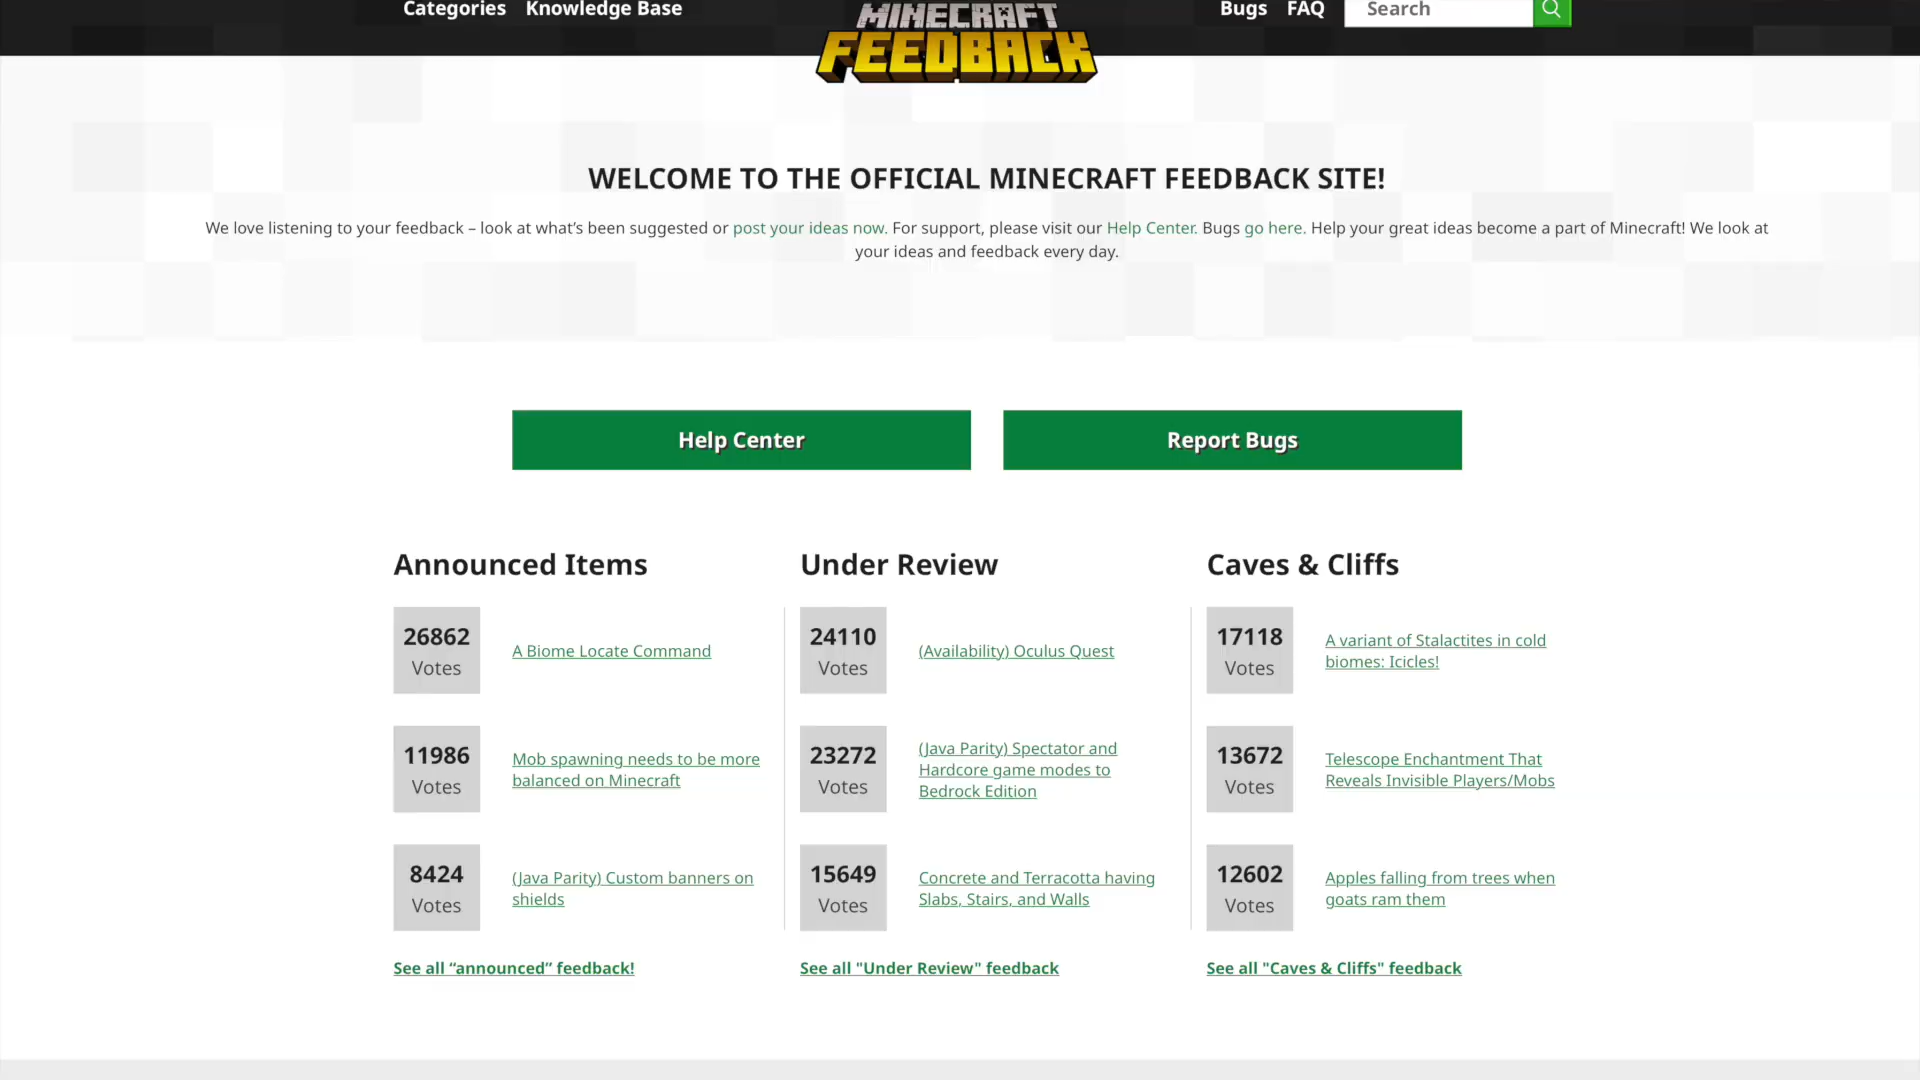 Categories Knowledge Base
MINECRAFT
FEEDBACK
Bugs FAQ Search
WELCOME TO THE OFFICIAL MINECRAFT FEEDBACK SITE!
We love listening to your feedback – look at what's been suggested or post your ideas now. For support, please visit our Help Center. Bugs go here. Help your great ideas become a part of Minecraft! We look at
your ideas and feedback every day.
Help Center
Report Bugs
Announced Items
26862
Votes
A Biome Locate Command
11986
Votes
Mob spawning needs to be more
balanced on Minecraft
8424
Votes
(Java Parity) Custom banners on
shields
See all “announced” feedback!
Under Review
24110
Votes
(Availability) Oculus Quest
23272
Votes
(Java Parity) Spectator and
Hardcore game modes to
Bedrock Edition
15649
Votes
Concrete and Terracotta having
Slabs, Stairs, and Walls
See all "Under Review" feedback
Caves & Cliffs
17118
Votes
A variant of Stalactites in cold
biomes: Icicles!
13672
Votes
Telescope Enchantment That
Reveals Invisible Players/Mobs
12602
Votes
Apples falling from trees when
goats ram them
See all "Caves & Cliffs" feedback